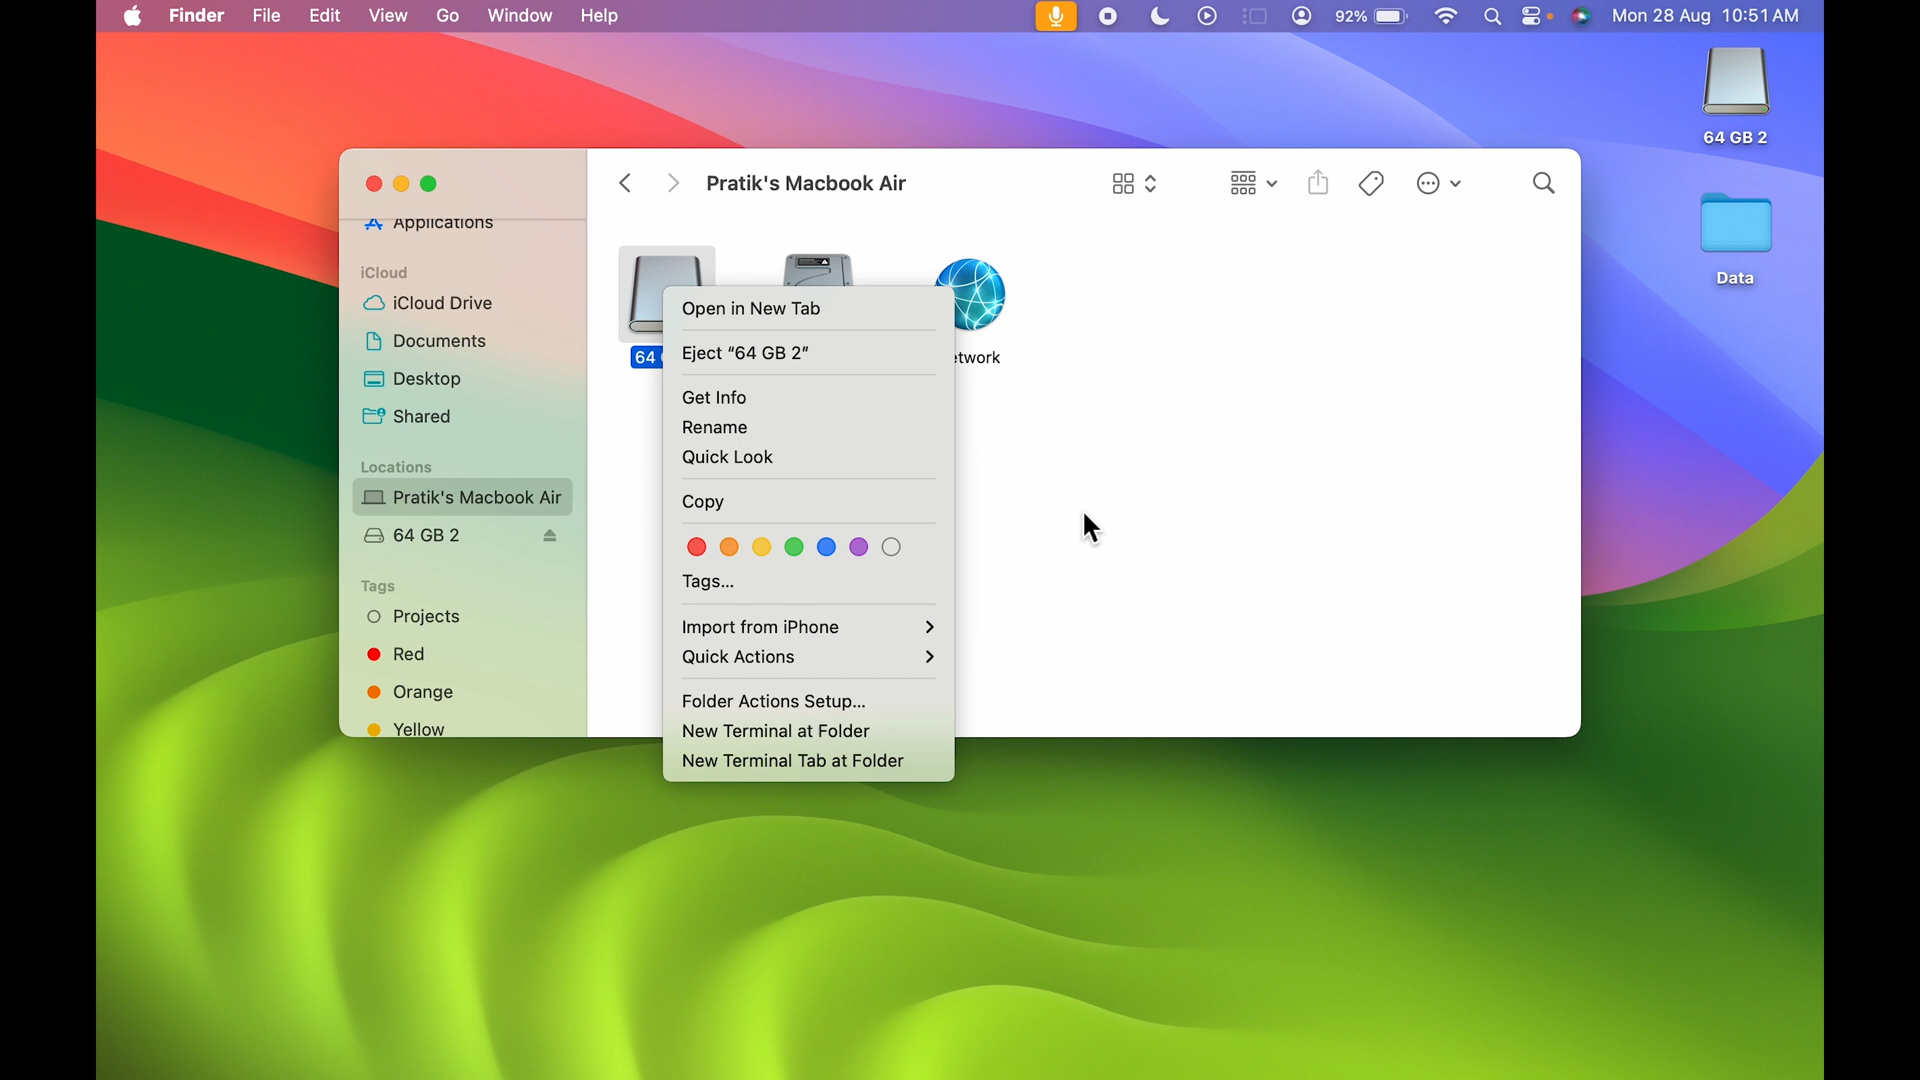 Finder File Edit View Go Window Help 92% Mon 28 Aug 10:51 AM
64 GB 2
Data
Pratik's Macbook Air
Applications
iCloud
iCloud Drive
Documents
Desktop
Shared
Locations
Pratik's Macbook Air
64 GB 2
Tags
Projects
Red
Orange
Yellow
64
etwork
Open in New Tab
Eject “64 GB 2”
Get Info
Rename
Quick Look
Copy
Tags...
Import from iPhone
Quick Actions
Folder Actions Setup...
New Terminal at Folder
New Terminal Tab at Folder